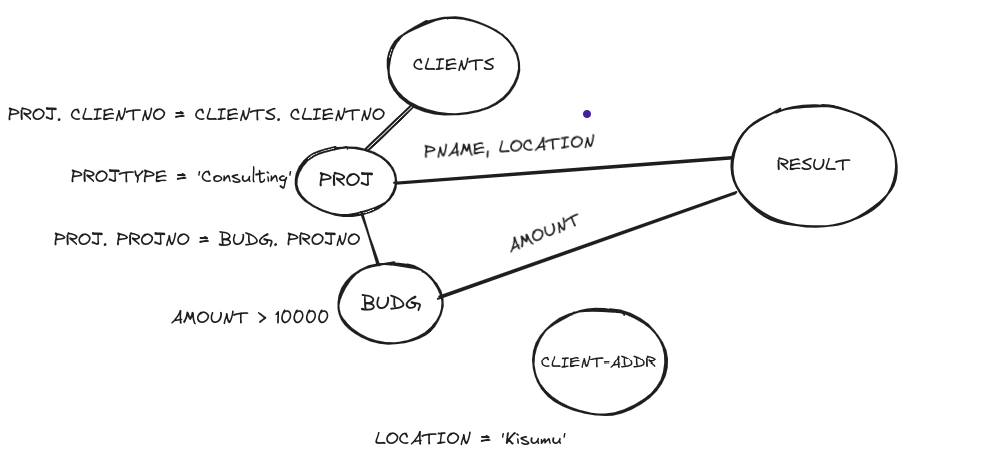 CLIENTS
PROJ. CLIENTNO = CLIENTS. CLIENTNO
PNAME, LOCATION
RESULT
PROJTYPE = 'Consulting'
PROJ
PROJ. PROJNO = BUDG. PROJNO
AMOUNT
BUDG
AMOUNT > 10000
CLIENT-ADDR
LOCATION = 'Kisumu'